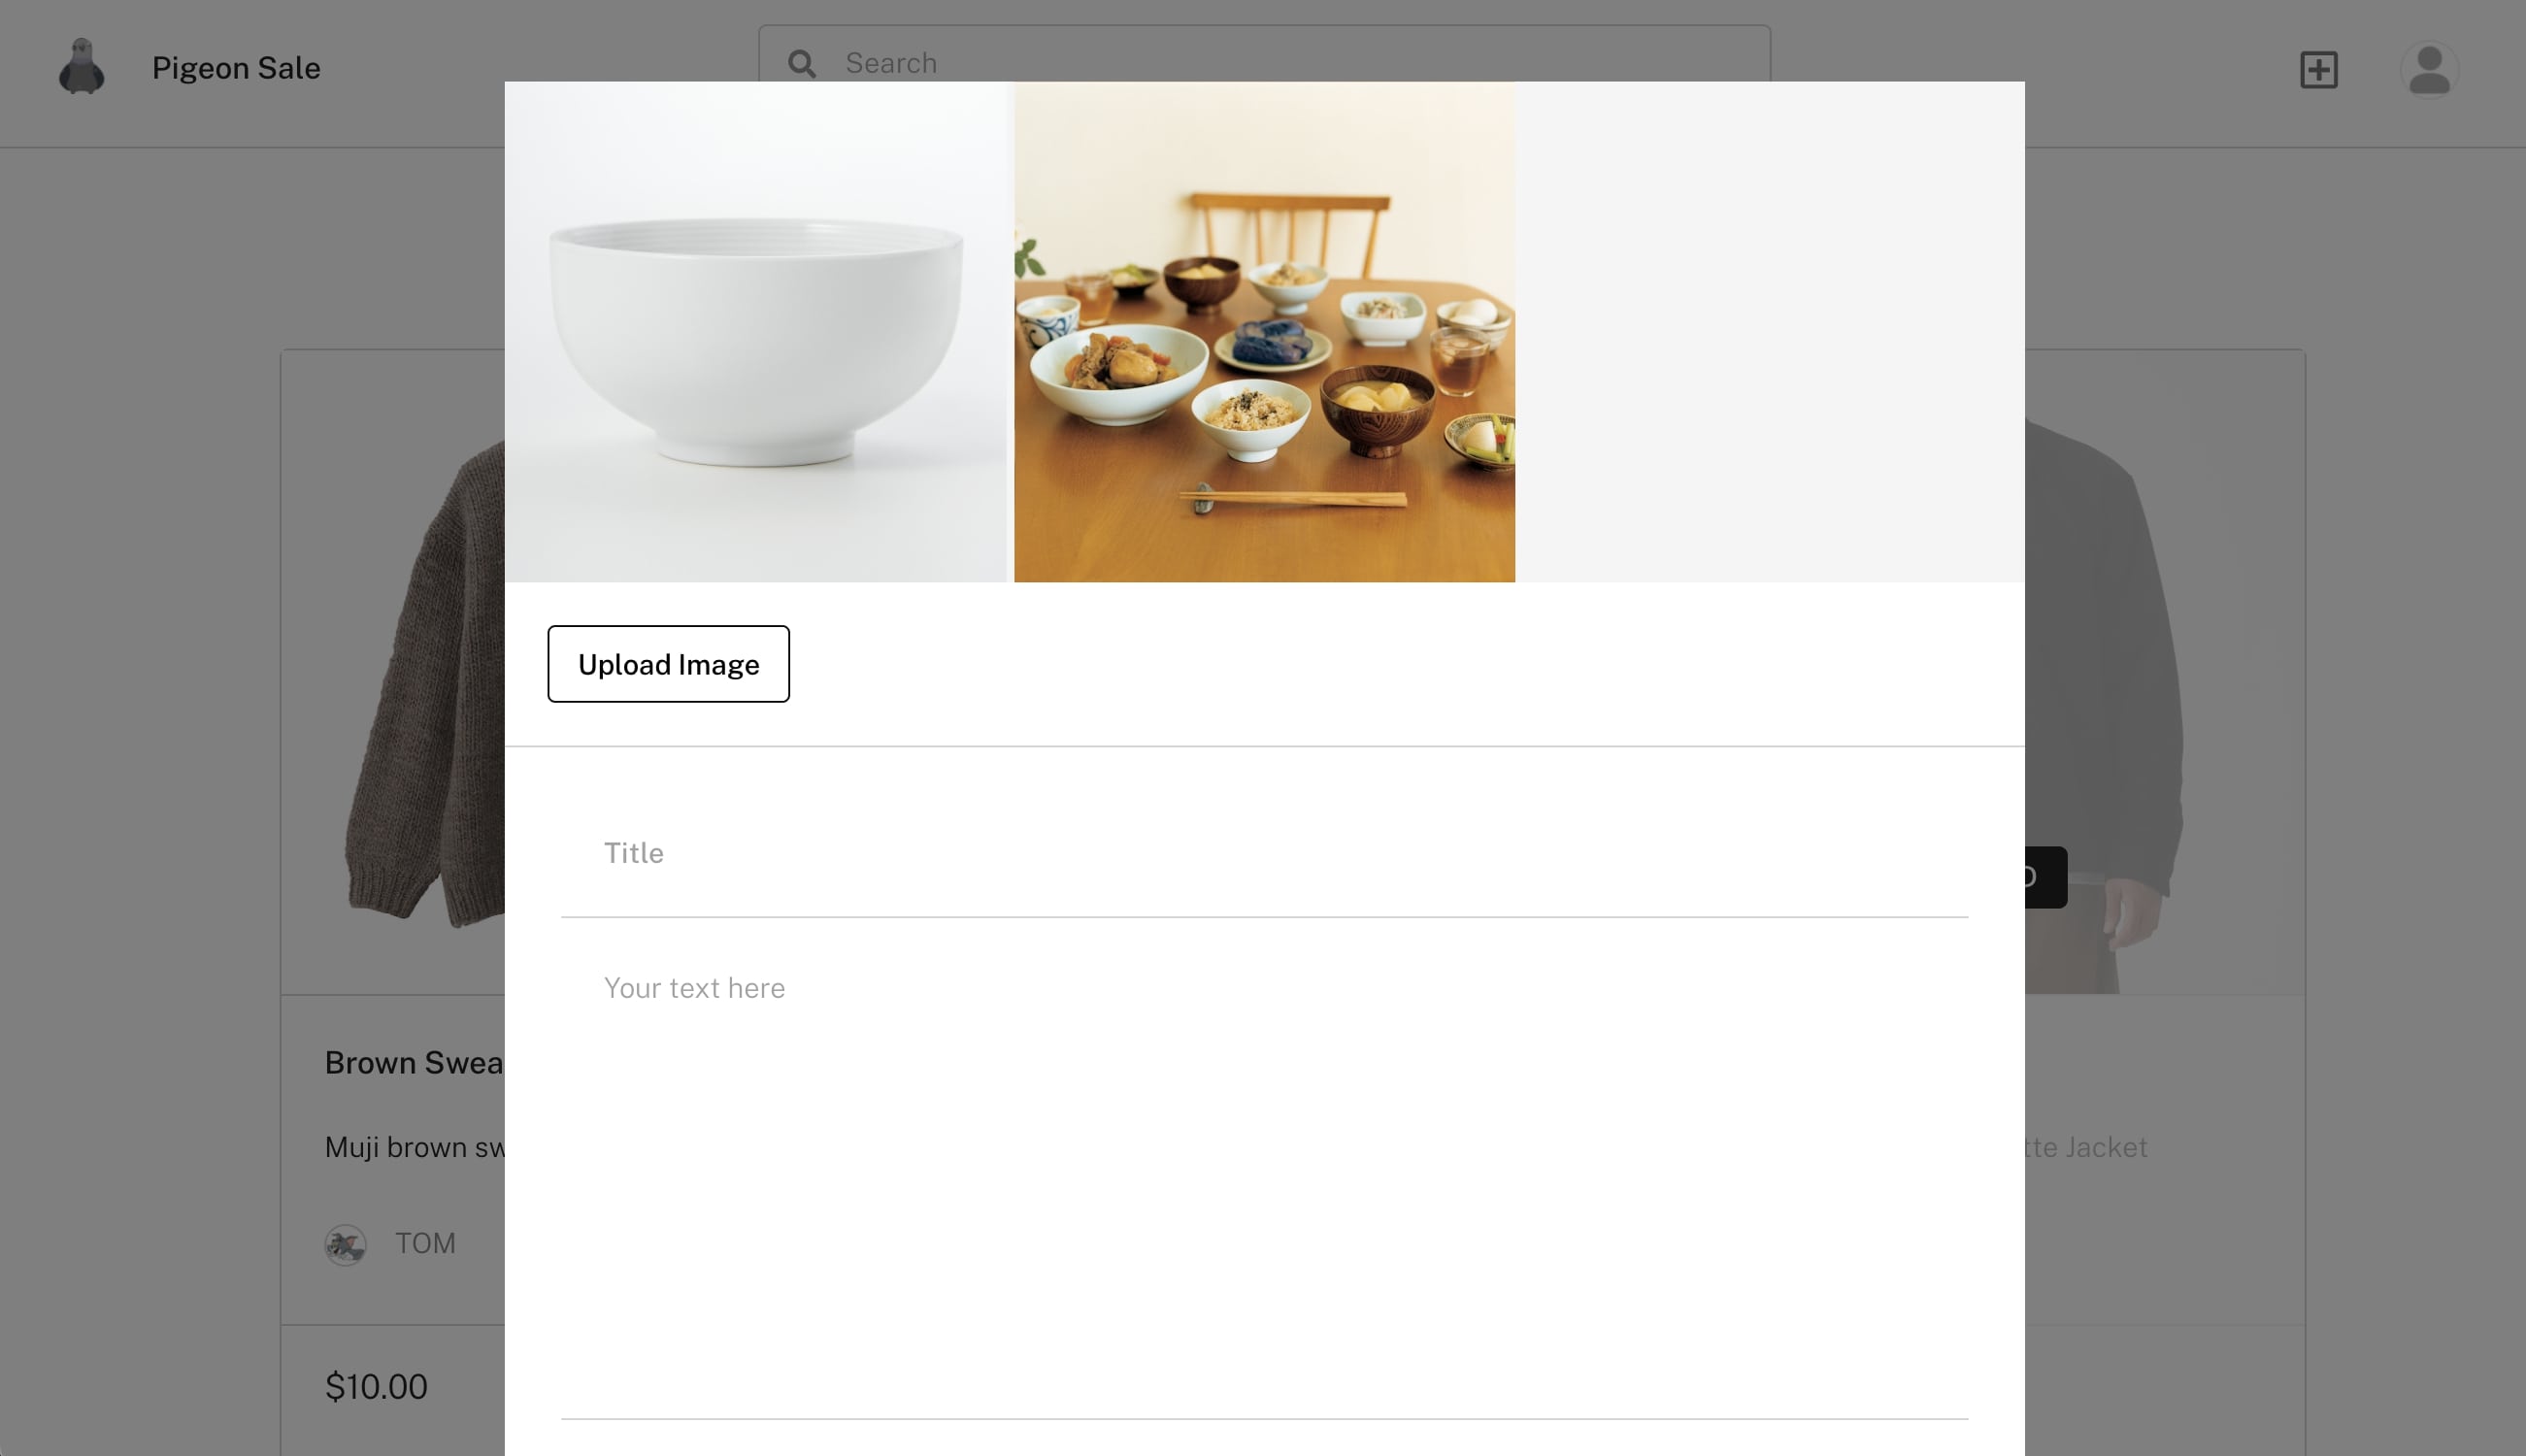 Pigeon Sale
Search
Upload Image
Title
Your text here
Brown Swea
Muji brown sw
tte Jacket
TOM
$10.00